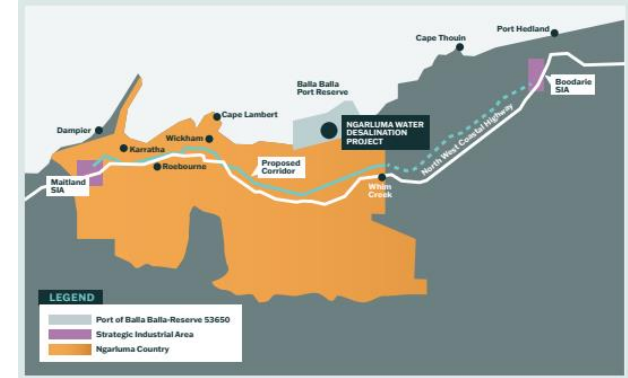 Port Hedland
Cape Thouin
Balla Balla
Port Reserve
Boodarie
SIA
Cape Lambert
NGARLUMA WATER
DESALINATION
PROJECT
Dampier
Wickham
Karratha
North West Coastal Highway
Roebourne
Proposed
Corridor
Maitland
SIA
Whim
Creek
LEGEND
Port of Balla Balla-Reserve 53650
Strategic Industrial Area
Ngarluma Country